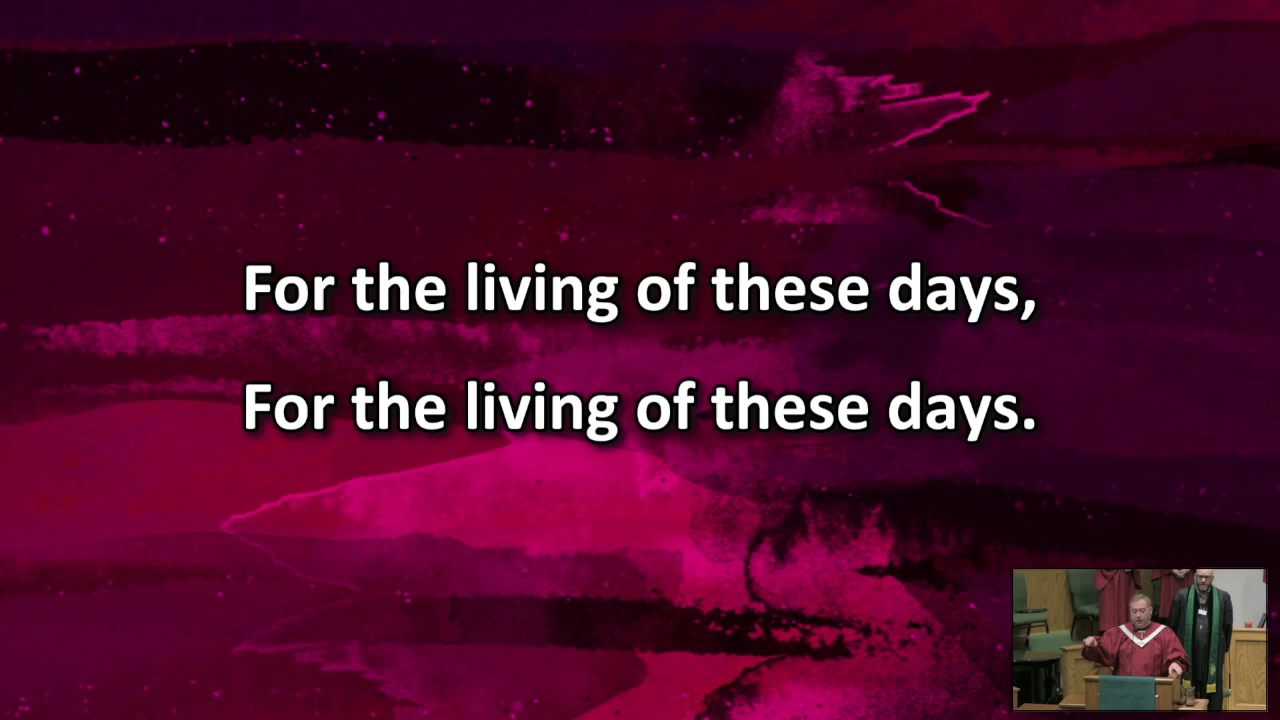 For the living of these days,
For the living of these days.